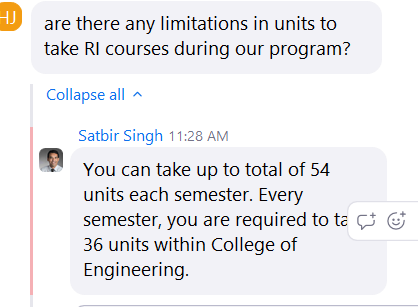 HJ
are there any limitations in units to
take RI courses during our program?
Collapse all
Satbir Singh 11:28 AM
You can take up to total of 54
units each semester. Every
semester, you are required to ta
36 units within College of
Engineering.